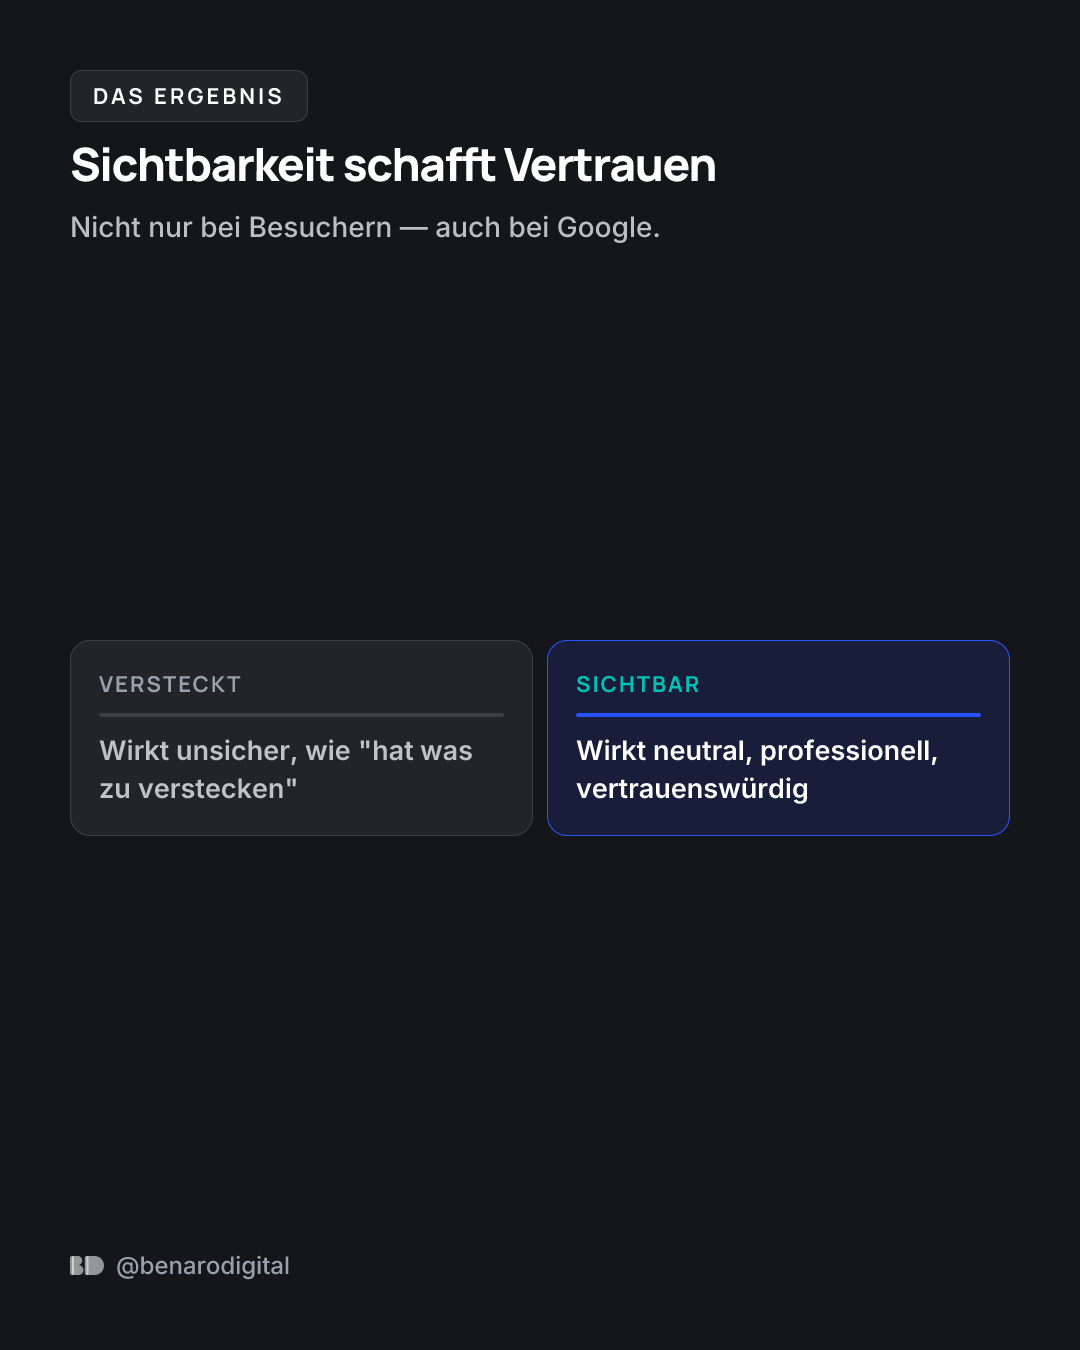 DAS ERGEBNIS
Sichtbarkeit schafft Vertrauen
Nicht nur bei Besuchern — auch bei Google.
VERSTECKT
Wirkt unsicher, wie "hat was
zu verstecken"
SICHTBAR
Wirkt neutral, professionell,
vertrauenswürdig
BD @benarodigital